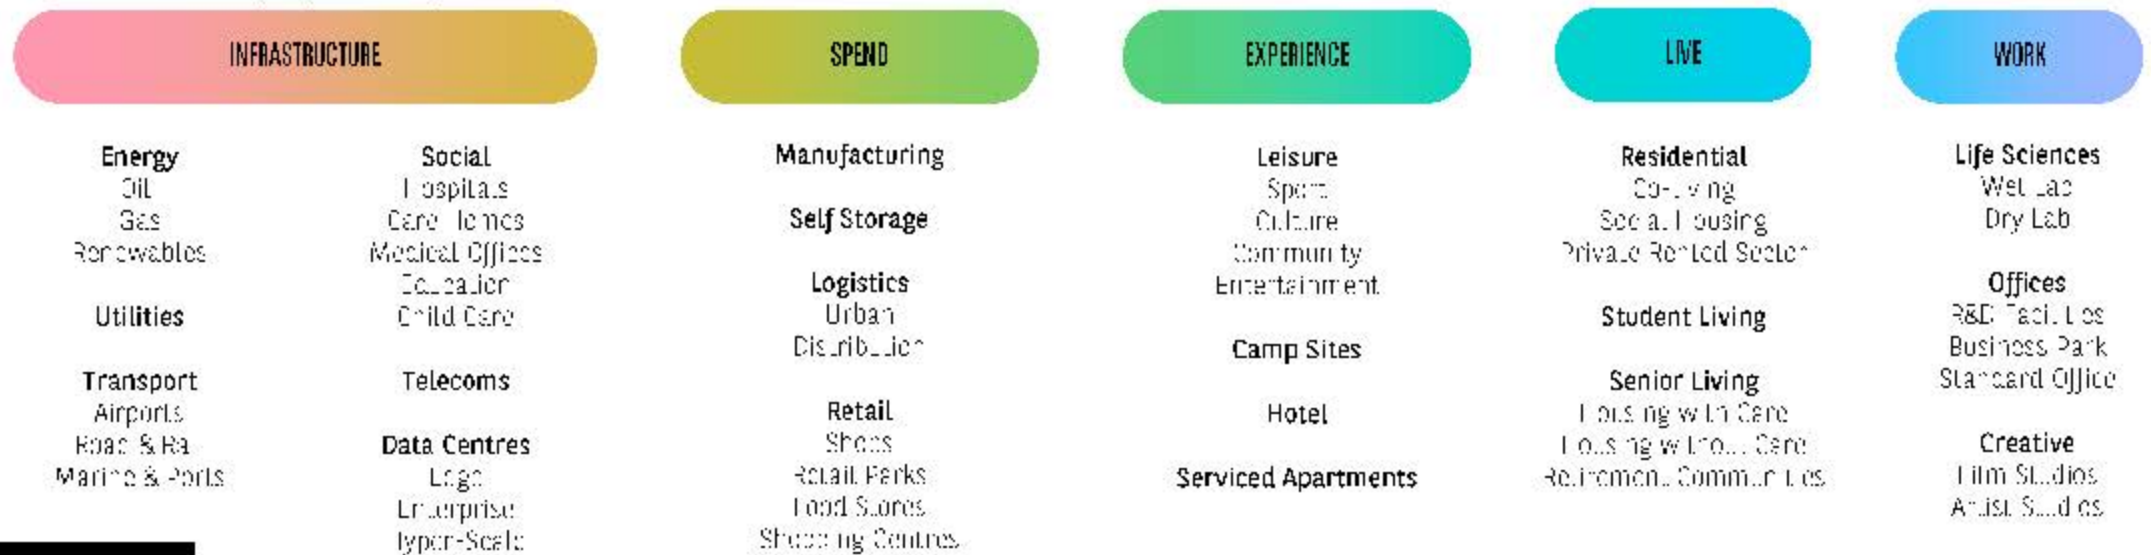 INFRASTRUCTURE
Energy
Oil
Gas
Renewables
Utilities
Transport
Airports
Road & Rail
Marine & Ports
Social
Hospitals
Care Homes
Medical Offices
Education
Child Care
Telecoms
Data Centres
Enterprise
Hyper-Scale
SPEND
Manufacturing
Self Storage
Logistics
Urban
Distribution
Retail
Shops
Retail Parks
Food Stores
Shopping Centres
EXPERIENCE
Leisure
Sport
Culture
Community
Entertainment
Camp Sites
Hotel
Serviced Apartments
LIVE
Residential
Co-Living
Social Housing
Private Rented Sector
Student Living
Senior Living
Housing with Care
Housing without Care
Retirement Communities
WORK
Life Sciences
Wet Lab
Dry Lab
Offices
R&D Facilities
Business Park
Standard Office
Creative
Film Studios
Artist Studios